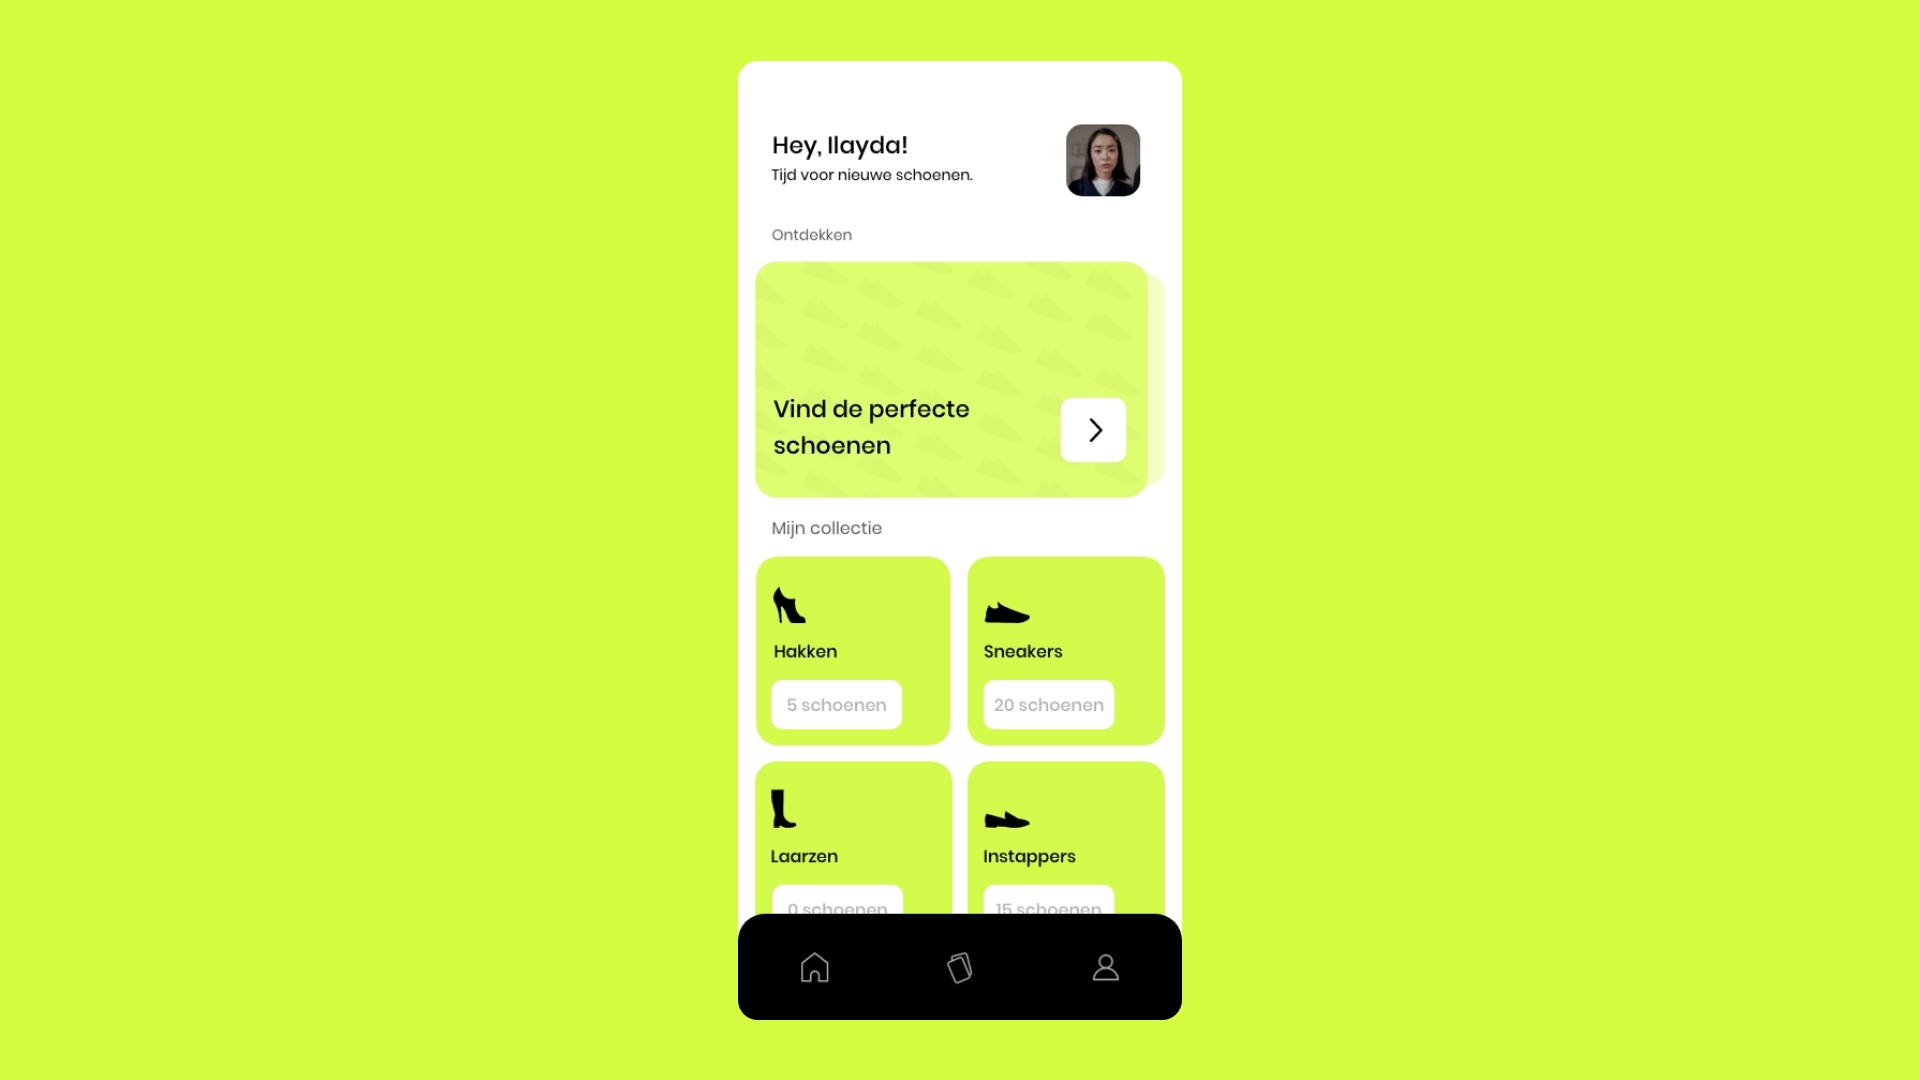 Hey, Ilayda!
Tijd voor nieuwe schoenen.
Ontdekken
Vind de perfecte
schoenen
Mijn collectie
Hakken
Sneakers
5 schoenen
20 schoenen
Laarzen
Instappers
0 schoenen
15 schoenen